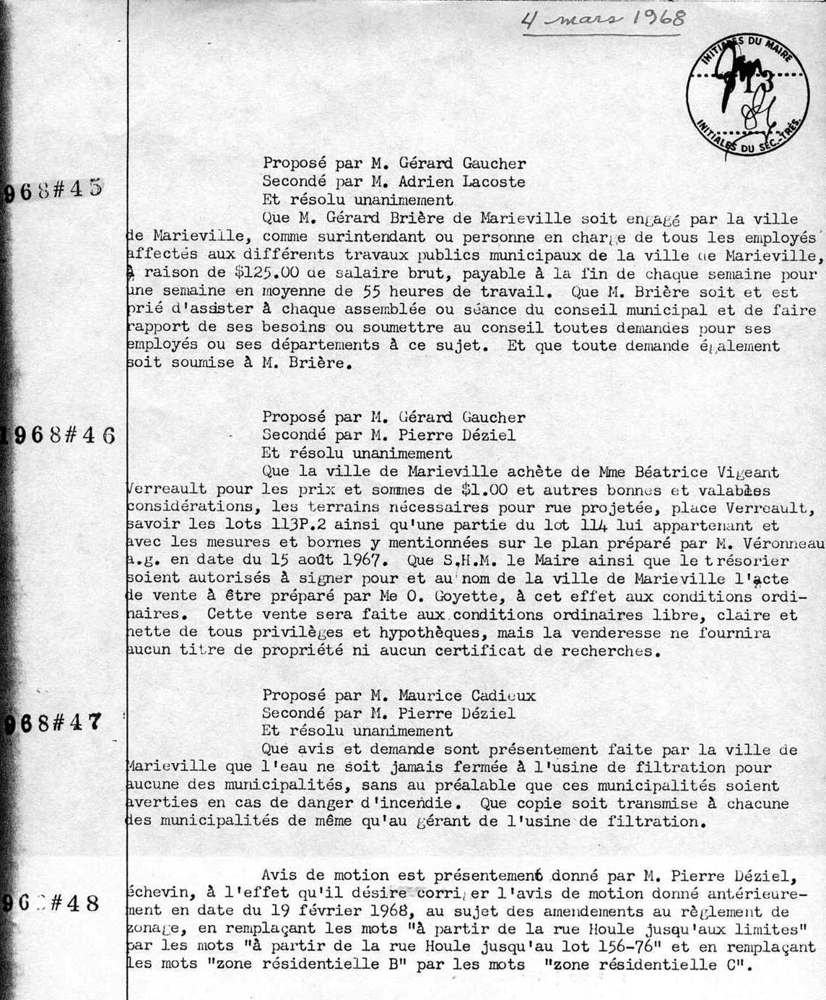 4 mars 1968
INITIALES DU MAIRE
13
INITIALES DU SÉC.-TRÉS.
Proposé par M. Gérard Gaucher
968#45
Secondé par M. Adrien Lacoste
Et résolu unanimement
Que M. Gérard Brière de Marieville soit engagé par la ville
de Marieville, comme surintendant ou personne en charge de tous les employés
affectés aux différents travaux publics municipaux de la ville de Marieville,
à raison de $125.00 de salaire brut, payable à la fin de chaque semaine pour
une semaine en moyenne de 55 heures de travail. Que M. Brière soit et est
prié d'assister à chaque assemblée ou séance du conseil municipal et de faire
rapport de ses besoins ou soumettre au conseil toutes demandes pour ses
employés ou ses départements à ce sujet. Et que toute demande également
soit soumise à M. Brière.
Proposé par M. Gérard Gaucher
1968#46
Secondé par M. Pierre Déziel
Et résolu unanimement
Que la ville de Marieville achète de Mme Béatrice Vigeant
Verreault pour les prix et sommes de $1.00 et autres bonnes et valables
considérations, les terrains nécessaires pour rue projetée, place Verreault,
savoir les lots 113P.2 ainsi qu'une partie du lot 114 lui appartenant et
avec les mesures et bornes y mentionnées sur le plan préparé par M. Véronneau
a.g. en date du 15 août 1967. Que S.H.M. le Maire ainsi que le trésorier
soient autorisés à signer pour et au nom de la ville de Marieville l'acte
de vente à être préparé par Me O. Goyette, à cet effet aux conditions ordi-
naires. Cette vente sera faite aux conditions ordinaires libre, claire et
nette de tous privilèges et hypothèques, mais la venderesse ne fournira
aucun titre de propriété ni aucun certificat de recherches.
Proposé par M. Maurice Cadieux
Secondé par M. Pierre Déziel
968#47
Et résolu unanimement
Que avis et demande sont présentement faite par la ville de
Marieville que l'eau ne soit jamais fermée à l'usine de filtration pour
aucune des municipalités, sans au préalable que ces municipalités soient
averties en cas de danger d'incendie. Que copie soit transmise à chacune
des municipalités de même qu'au gérant de l'usine de filtration.
Avis de motion est présentement donné par M. Pierre Déziel,
échevin, à l'effet qu'il désire corriger l'avis de motion donné antérieure-
968#48
ment en date du 19 février 1968, au sujet des amendements au règlement de
zonage, en remplaçant les mots "à partir de la rue Houle jusqu'aux limites"
par les mots "à partir de la rue Houle jusqu'au lot 156-76" et en remplaçant
les mots "zone résidentielle B" par les mots "zone résidentielle C".